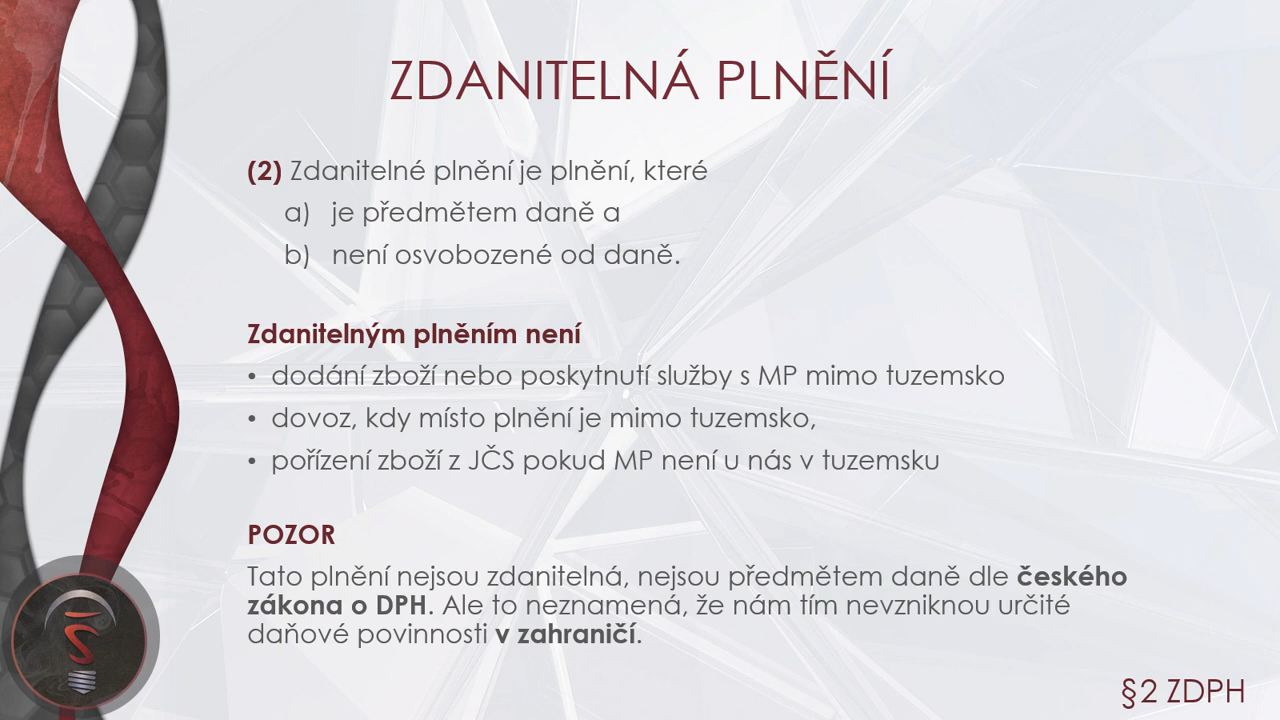 ZDANITELNÁ PLNĚNÍ
(2) Zdanitelné plnění je plnění, které
a) je předmětem daně a
b) není osvobozené od daně.
Zdanitelným plněním není
• dodání zboží nebo poskytnutí služby s MP mimo tuzemsko
• dovoz, kdy místo plnění je mimo tuzemsko,
• pořízení zboží z JČS pokud MP není u nás v tuzemsku
POZOR
Tato plnění nejsou zdanitelná, nejsou předmětem daně dle českého
zákona o DPH. Ale to neznamená, že nám tím nevzniknou určité
daňové povinnosti v zahraničí.
§2 ZDPH